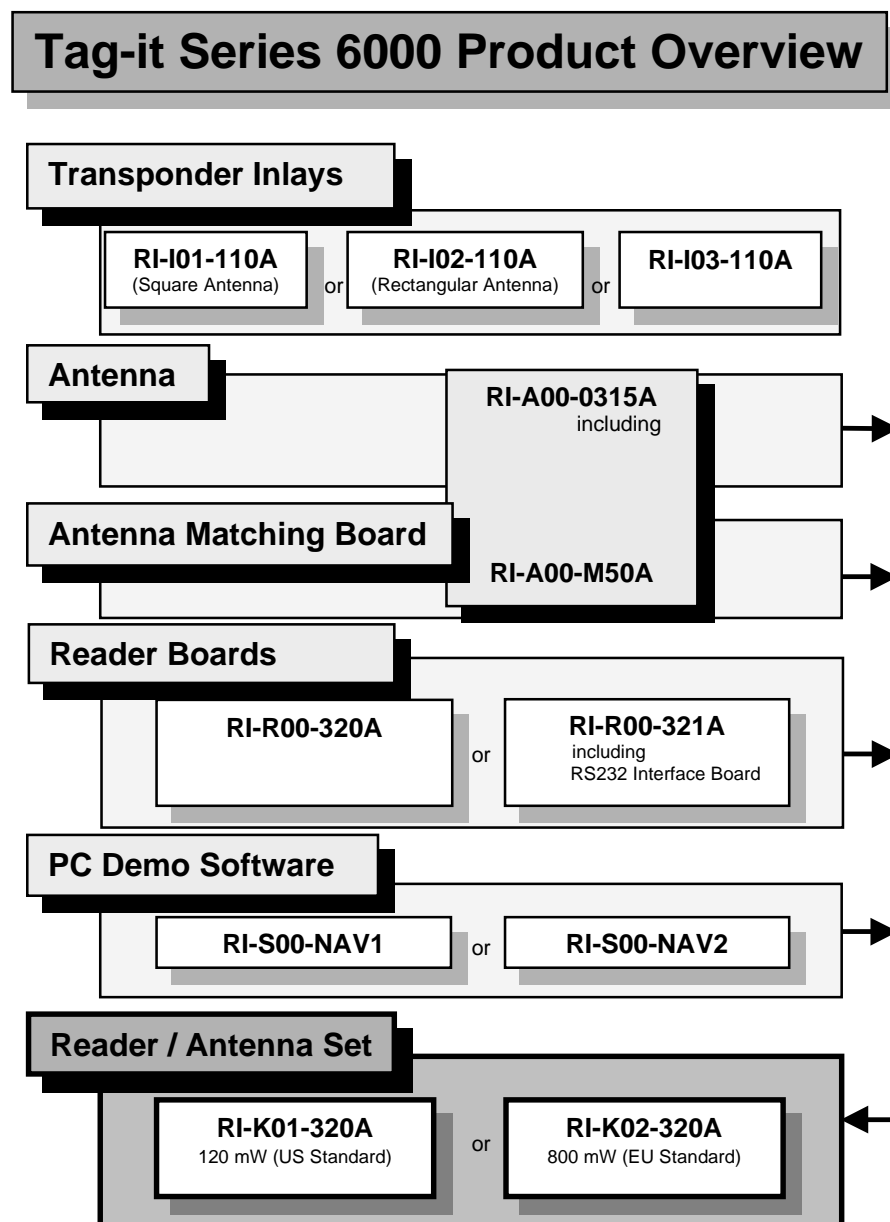 Tag-it Series 6000 Product Overview
Transponder Inlays
RI-I01-110A
(Square Antenna)
or
RI-I02-110A
(Rectangular Antenna)
or
RI-I03-110A
Antenna
RI-A00-0315A
including
Antenna Matching Board
RI-A00-M50A
Reader Boards
RI-R00-320A
or
RI-R00-321A
including
RS232 Interface Board
PC Demo Software
RI-S00-NAV1
or
RI-S00-NAV2
Reader / Antenna Set
RI-K01-320A
120 mW (US Standard)
or
RI-K02-320A
800 mW (EU Standard)